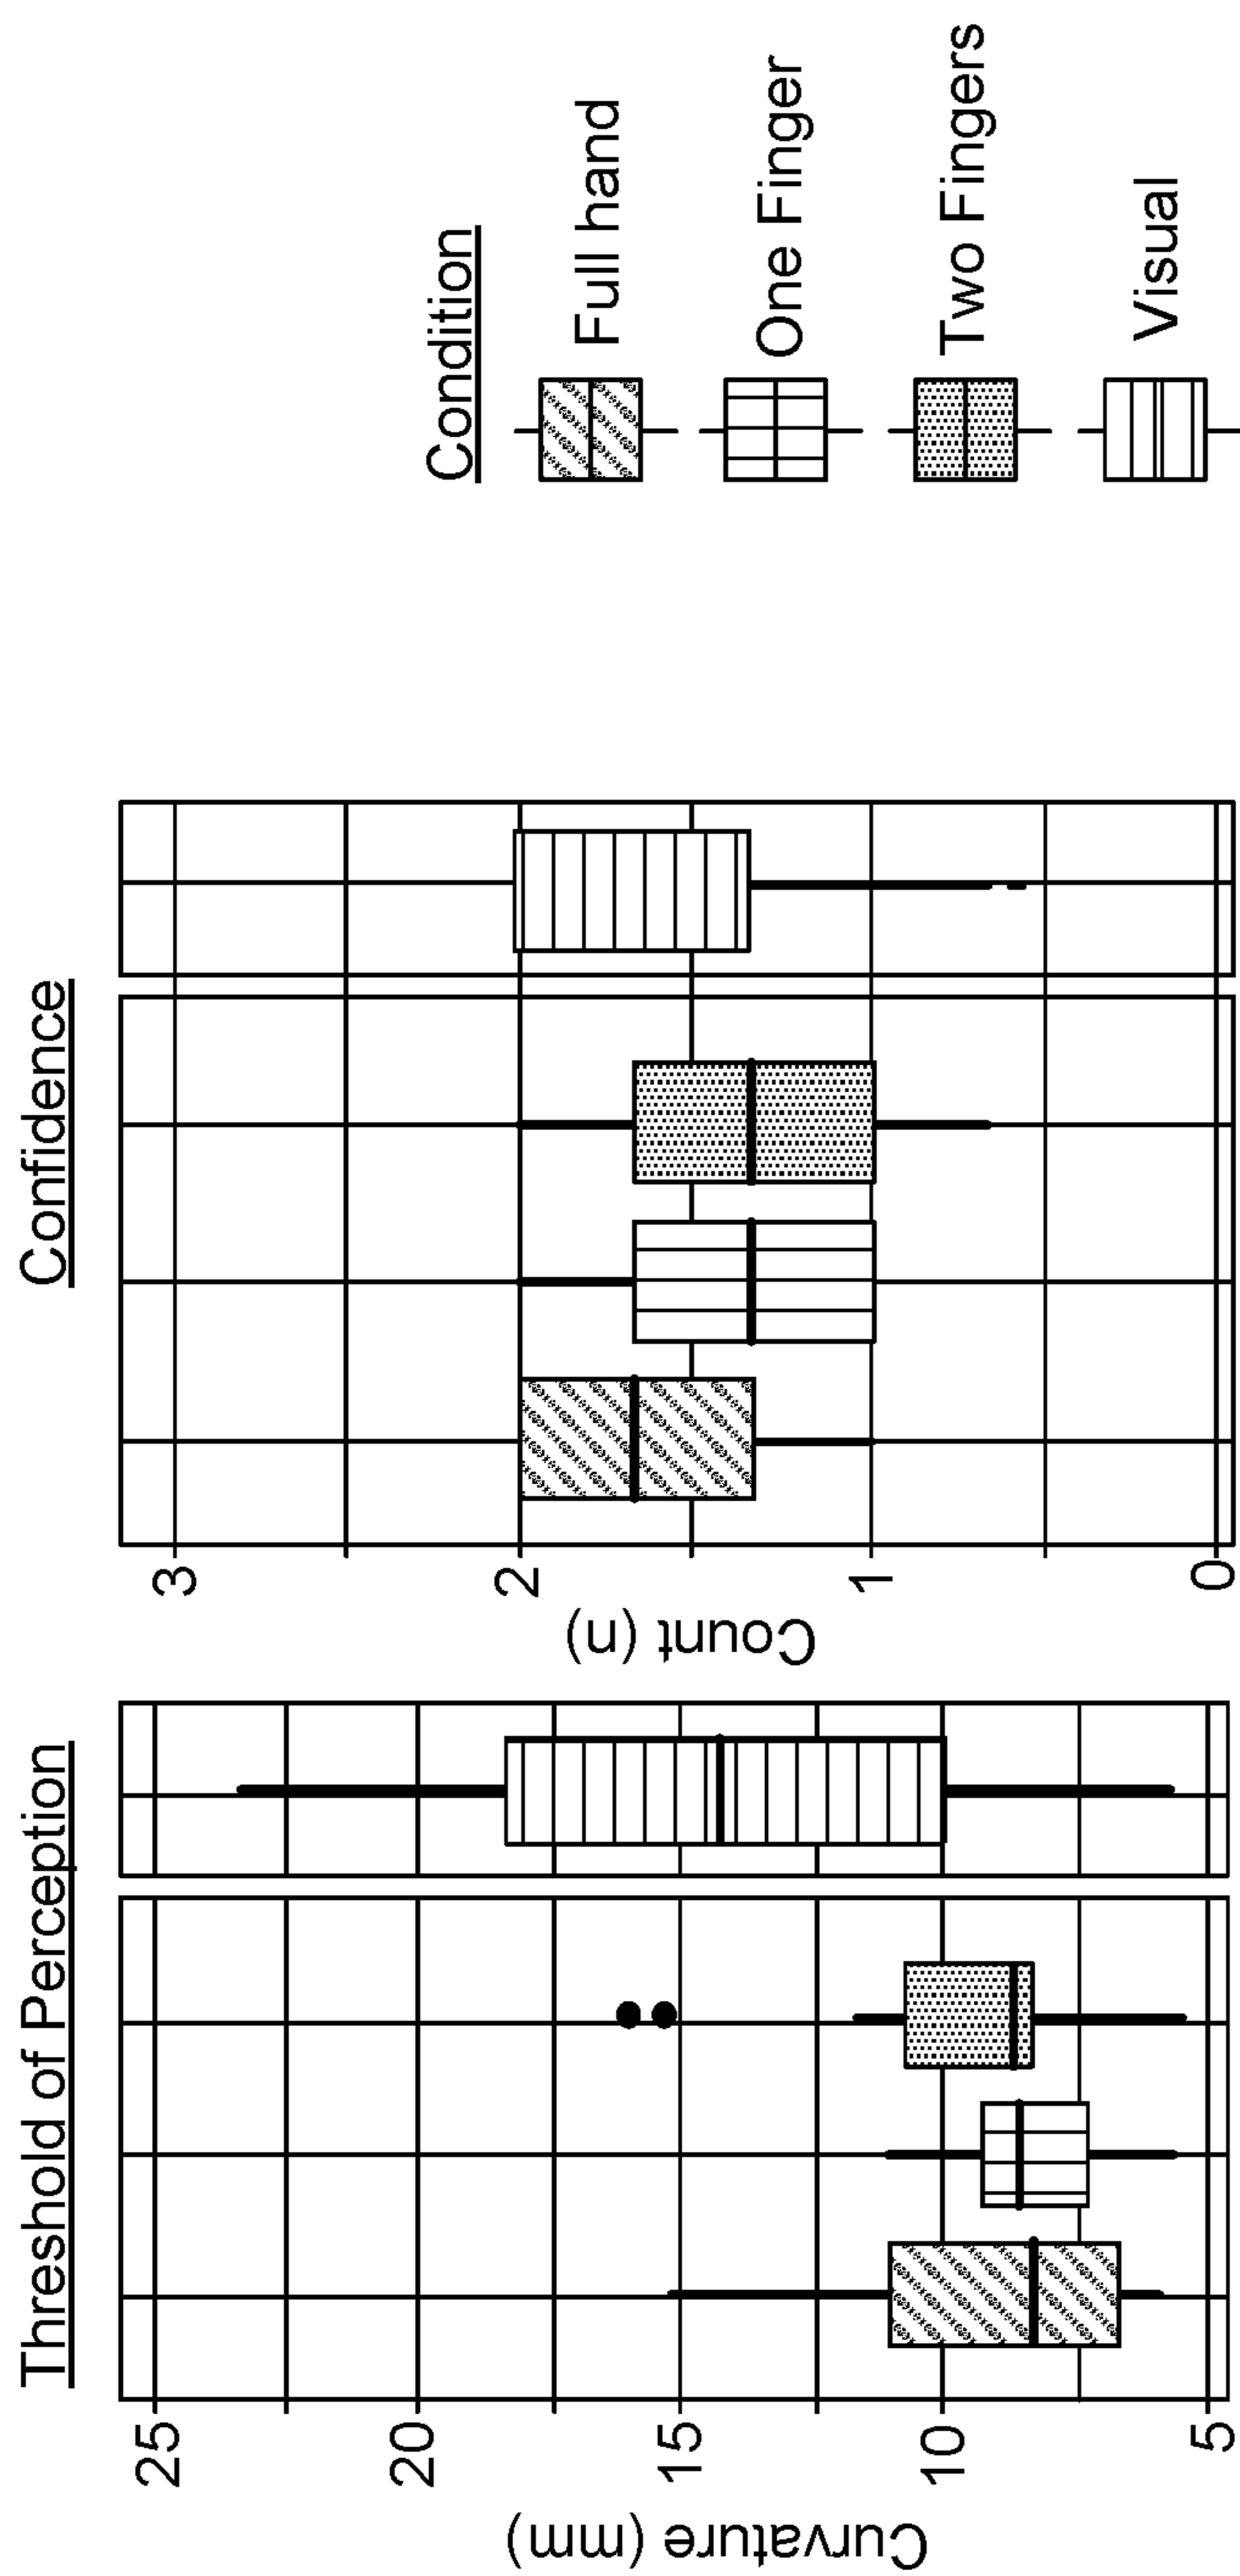 Threshold of Perception
Curvature (mm)
25
20
15
10
5
Confidence
Count (n)
3
2
1
0
Condition
Full hand
One Finger
Two Fingers
Visual